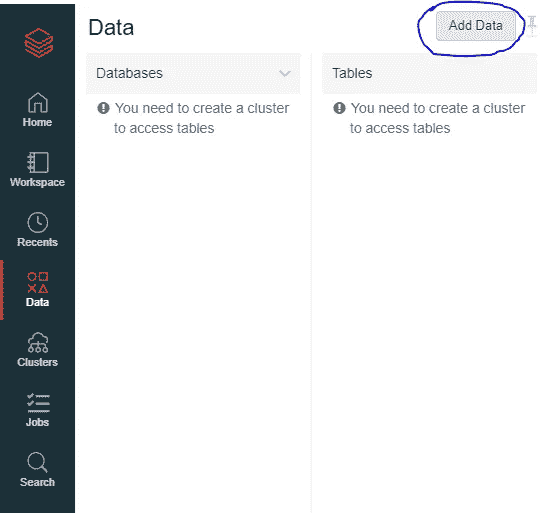 Data
Add Data
Databases
Tables
You need to create a cluster
to access tables
You need to create a cluster
to access tables
Home
Workspace
Recents
Data
Clusters
Jobs
Search